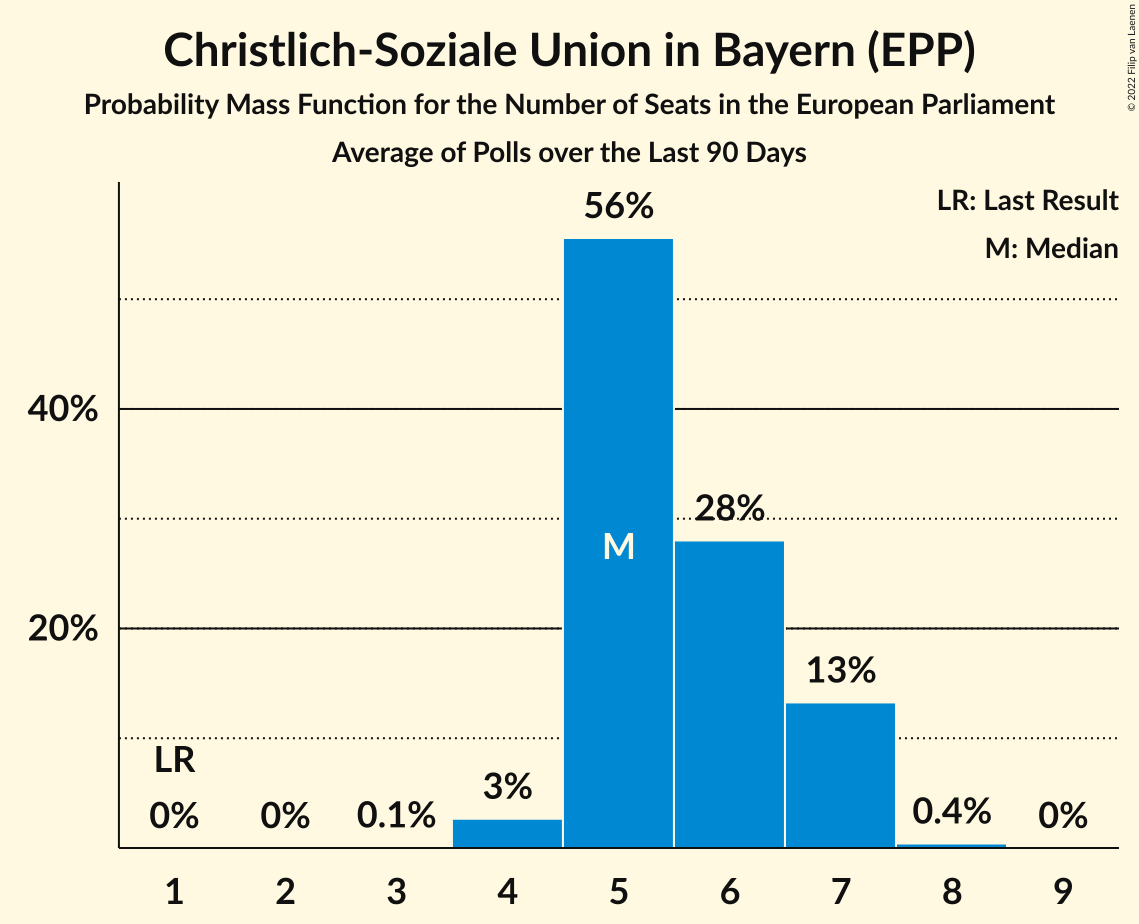 Christlich-Soziale Union in Bayern (EPP)
Probability Mass Function for the Number of Seats in the European Parliament
Average of Polls over the Last 90 Days
© 2022 Filip van Laenen
LR: Last Result
M: Median
56%
40%
28%
M
20%
13%
LR
0%
0%
0.1%
3%
0.4%
0%
1 2 3 4 5 6 7 8 9